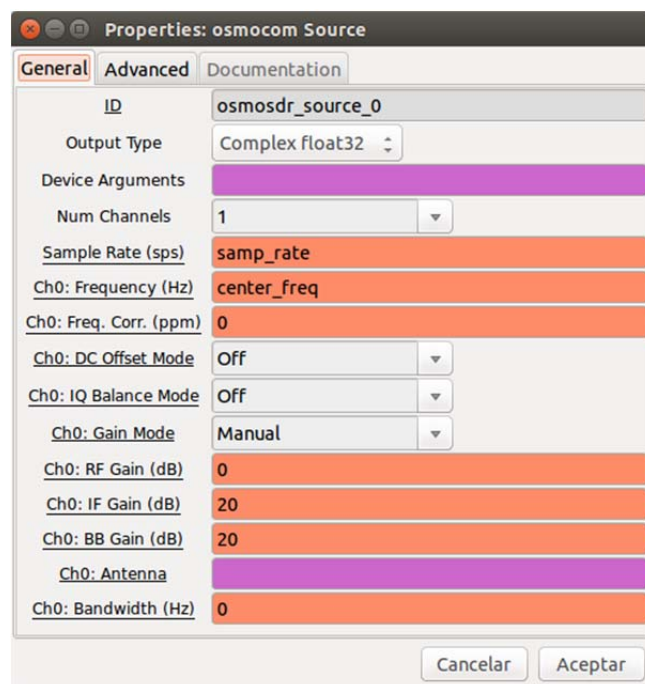 Properties: osmocom Source
General Advanced Documentation
ID osmosdr_source_0
Output Type Complex float32
Device Arguments
Num Channels 1
Sample Rate (sps) samp_rate
Ch0: Frequency (Hz) center_freq
Ch0: Freq. Corr. (ppm) 0
Ch0: DC Offset Mode Off
Ch0: IQ Balance Mode Off
Ch0: Gain Mode Manual
Ch0: RF Gain (dB) 0
Ch0: IF Gain (dB) 20
Ch0: BB Gain (dB) 20
Ch0: Antenna
Ch0: Bandwidth (Hz) 0
Cancelar Aceptar